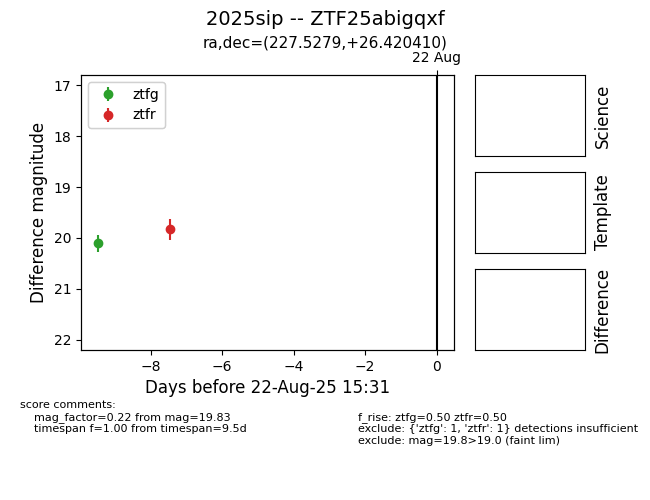 2025sip -- ZTF25abigqxf
ra,dec=(227.5279,+26.420410)
22 Aug
ztfg
ztfr
17
18
19
20
21
22
Difference magnitude
−8
−6
−4
−2
0
Days before 22-Aug-25 15:31
Science
Template
Difference
score comments:
mag_factor=0.22 from mag=19.83
timespan f=1.00 from timespan=9.5d
f_rise: ztfg=0.50 ztfr=0.50
exclude: {'ztfg': 1, 'ztfr': 1} detections insufficient
exclude: mag=19.8>19.0 (faint lim)